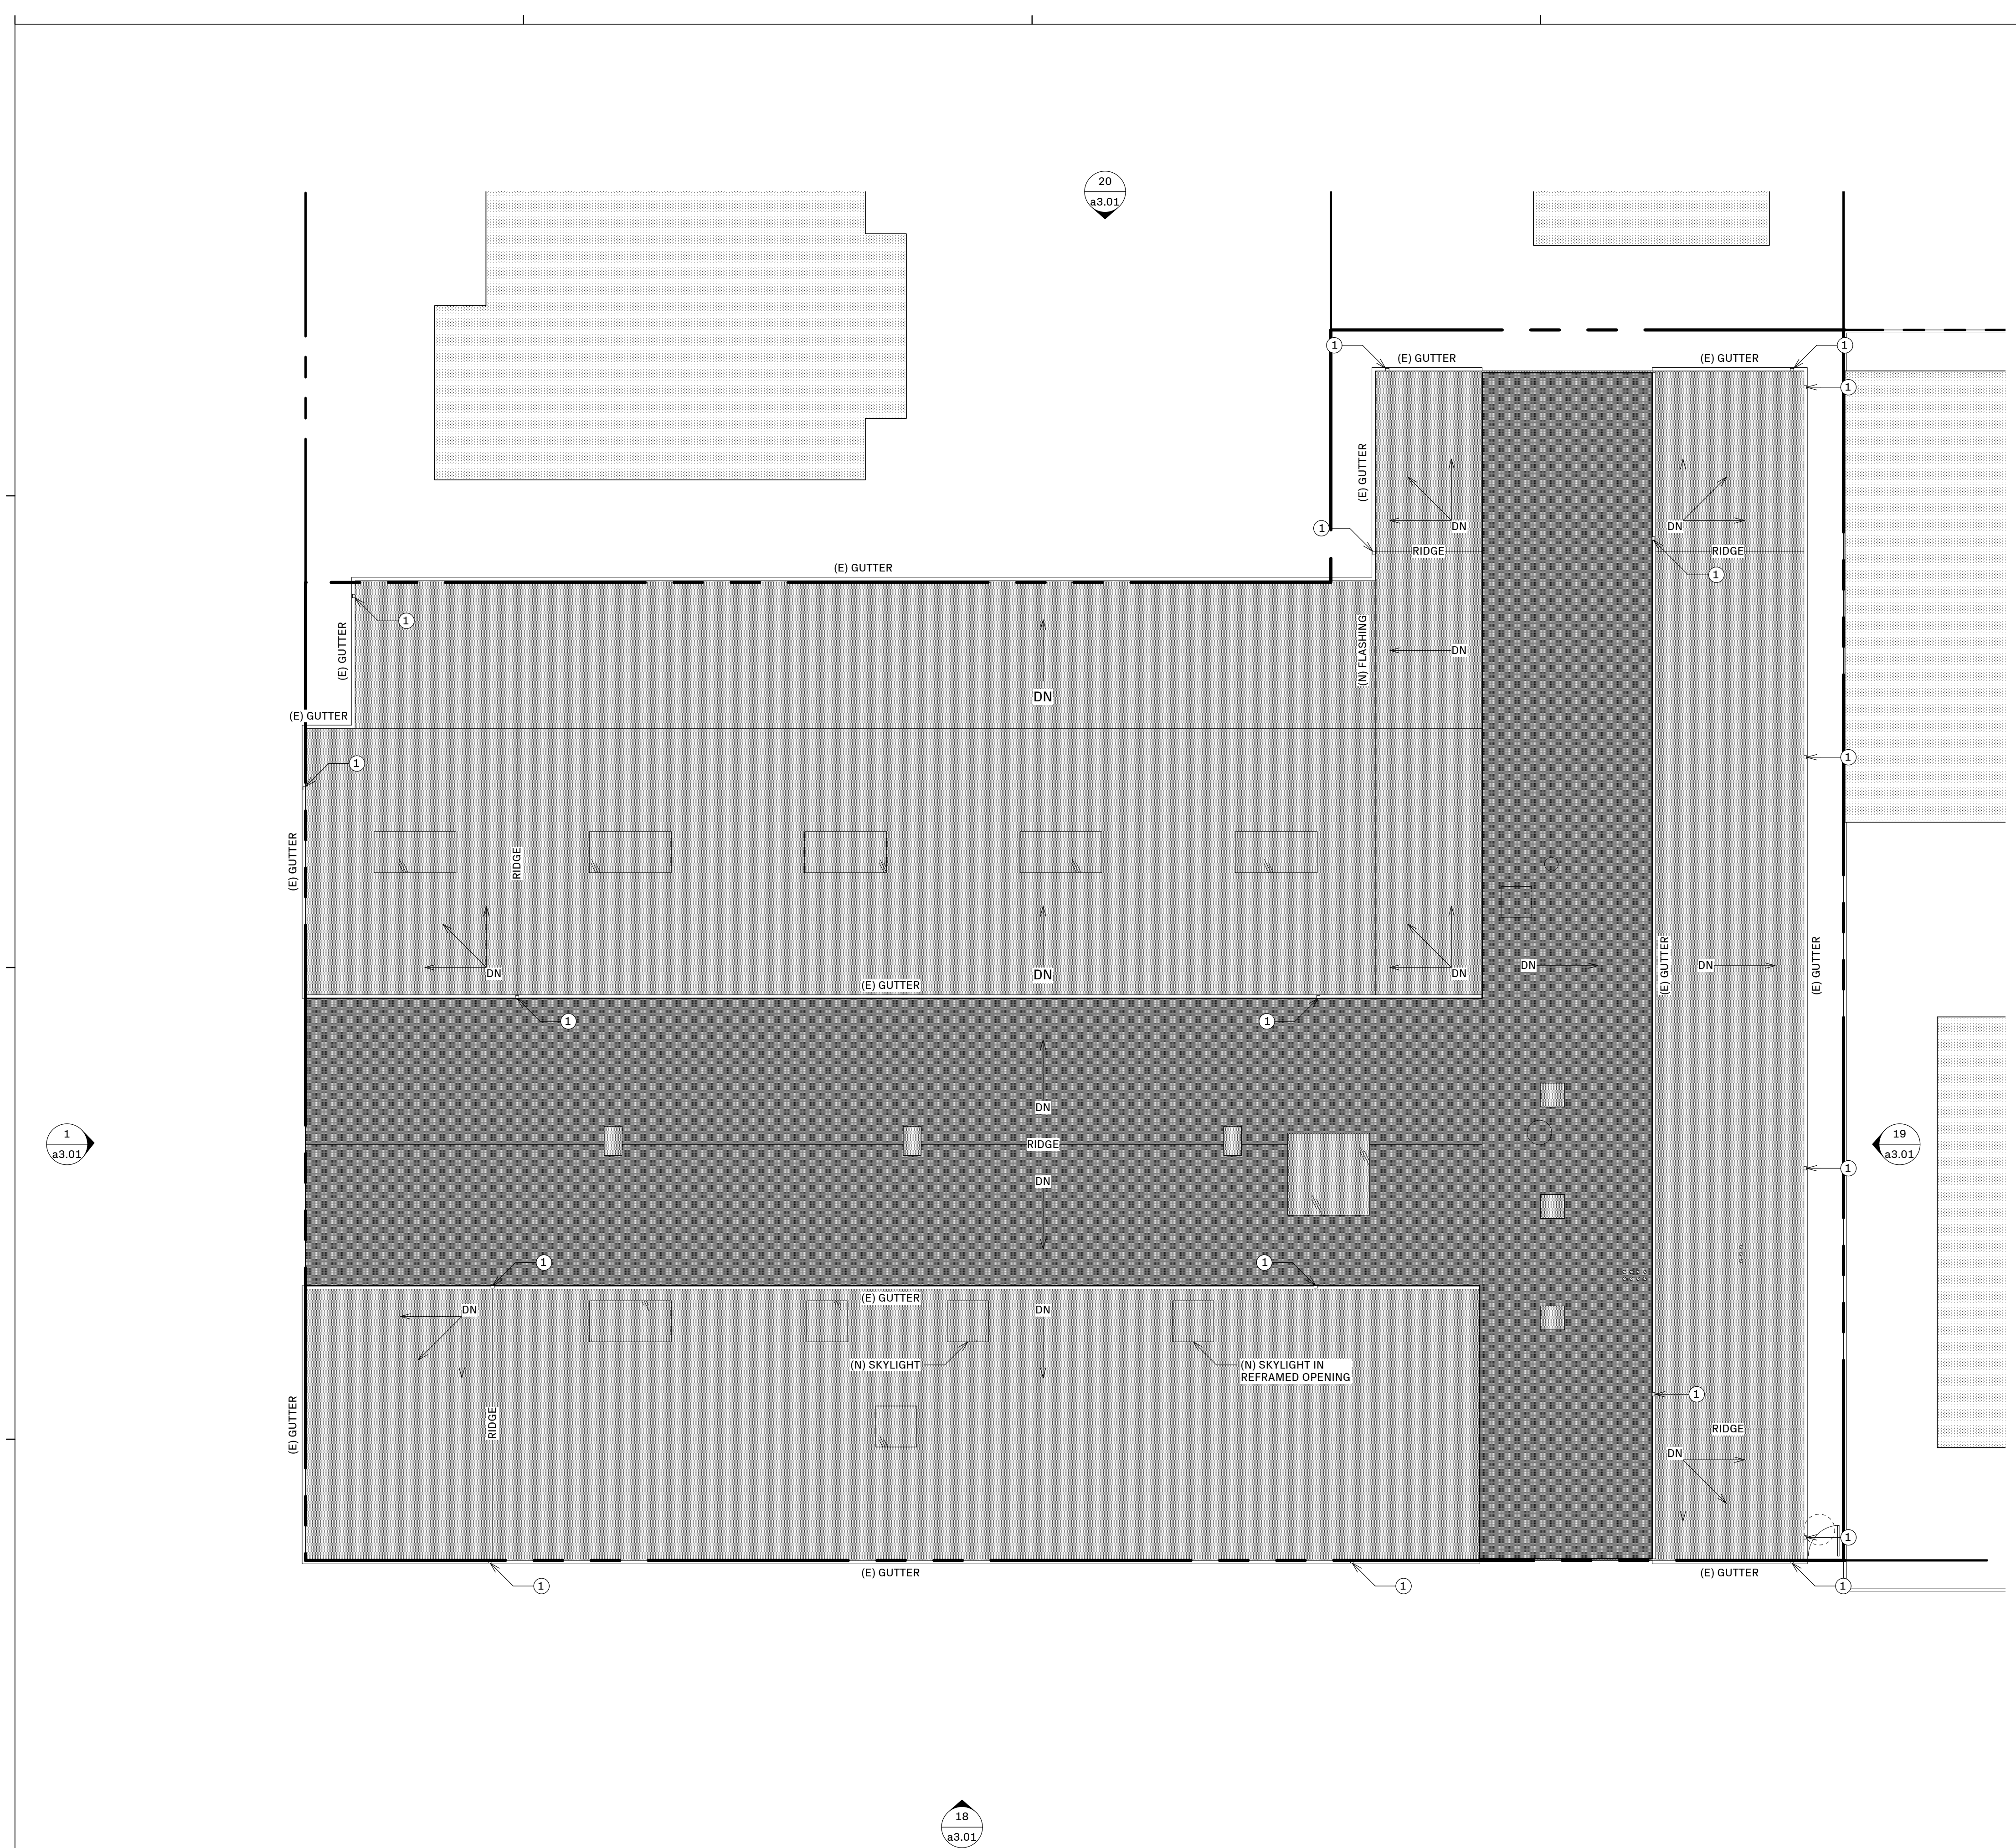 20
a3.01
1
(E) GUTTER
(E) GUTTER
1
1
(E) GUTTER
1
DN
DN
RIDGE
RIDGE
(E) GUTTER
1
1
(E) GUTTER
(N) FLASHING
DN
DN
(E) GUTTER
1
(E) GUTTER
RIDGE
1
DN
DN
DN
DN
DN
(E) GUTTER
(E) GUTTER
(E) GUTTER
1
1
DN
1
a3.01
RIDGE
19
a3.01
1
DN
1
1
(E) GUTTER
DN
DN
(N) SKYLIGHT
(N) SKYLIGHT IN
REFRAMED OPENING
1
(E) GUTTER
RIDGE
RIDGE
DN
1
(E) GUTTER
(E) GUTTER
1
1
1
18
a3.01